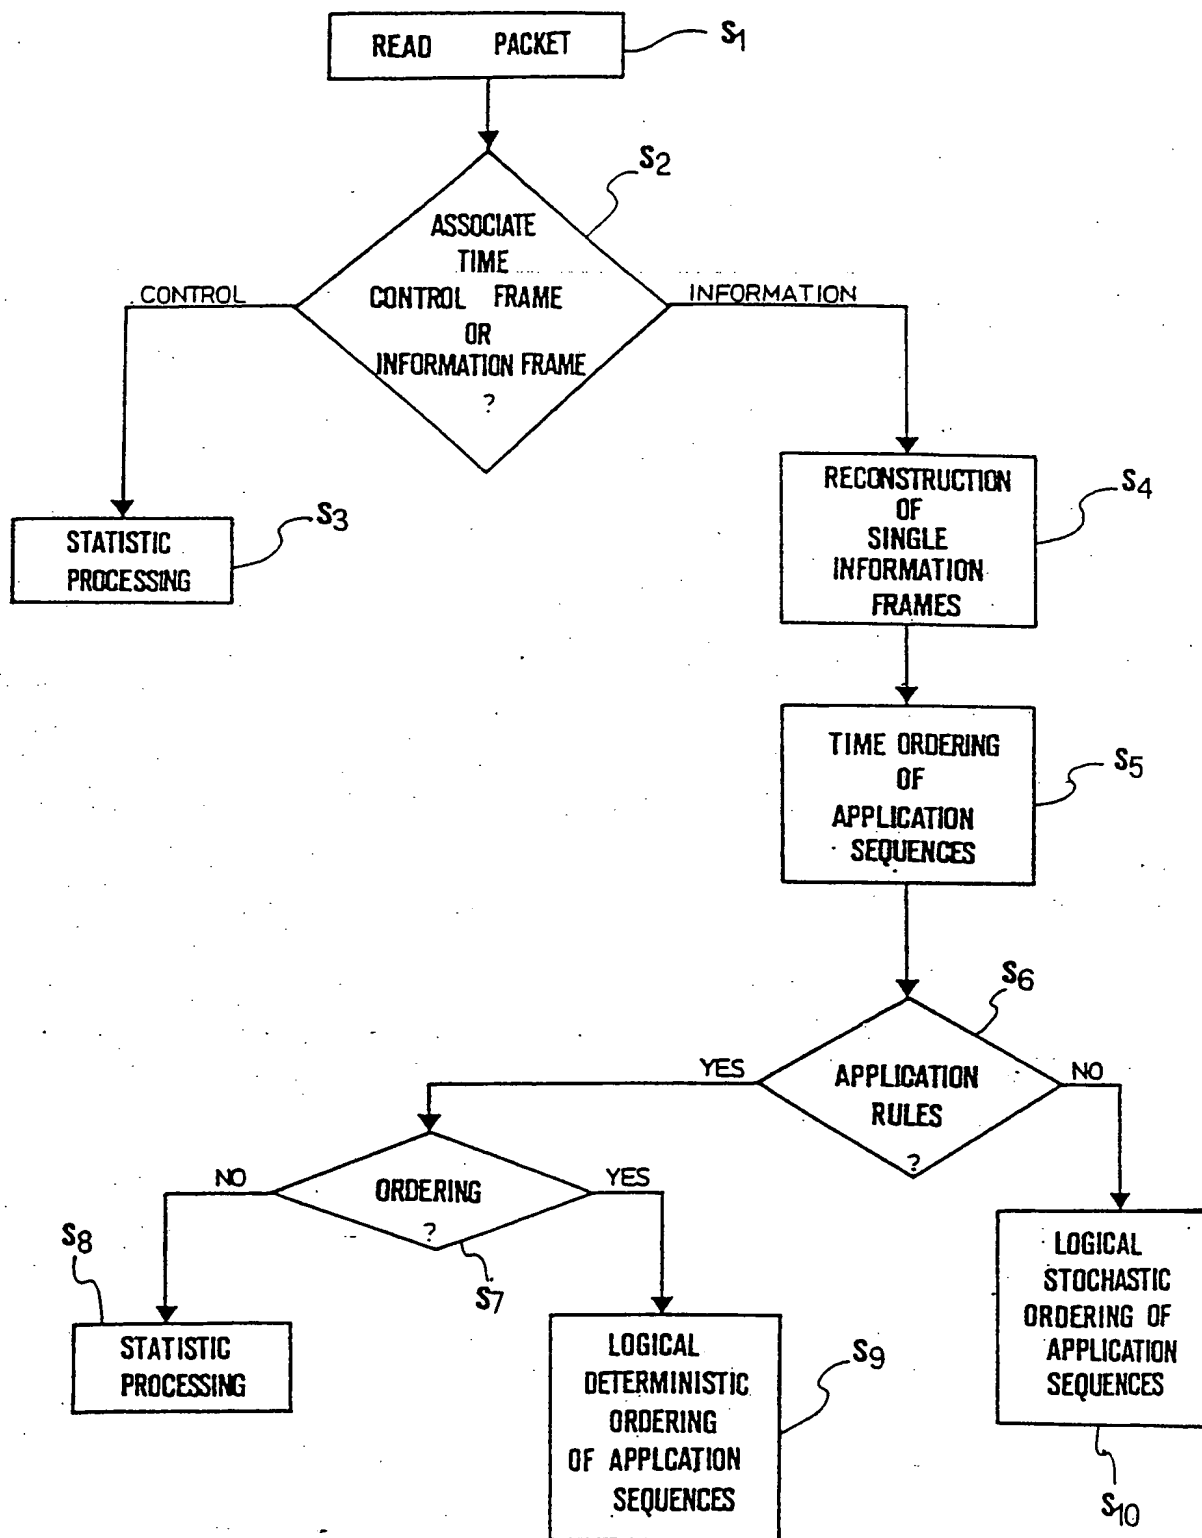 READ PACKET
S1
S2
ASSOCIATE
TIME
CONTROL FRAME
OR
INFORMATION FRAME
?
CONTROL
INFORMATION
S3
STATISTIC
PROCESSING
S4
RECONSTRUCTION
OF
SINGLE
INFORMATION
FRAMES
S5
TIME ORDERING
OF
APPLICATION
SEQUENCES
S6
APPLICATION
RULES
?
YES
NO
ORDERING
?
NO
YES
S7
S8
STATISTIC
PROCESSING
S9
LOGICAL
DETERMINISTIC
ORDERING
OF APPLCATION
SEQUENCES
LOGICAL
STOCHASTIC
ORDERING OF
APPLICATION
SEQUENCES
S10